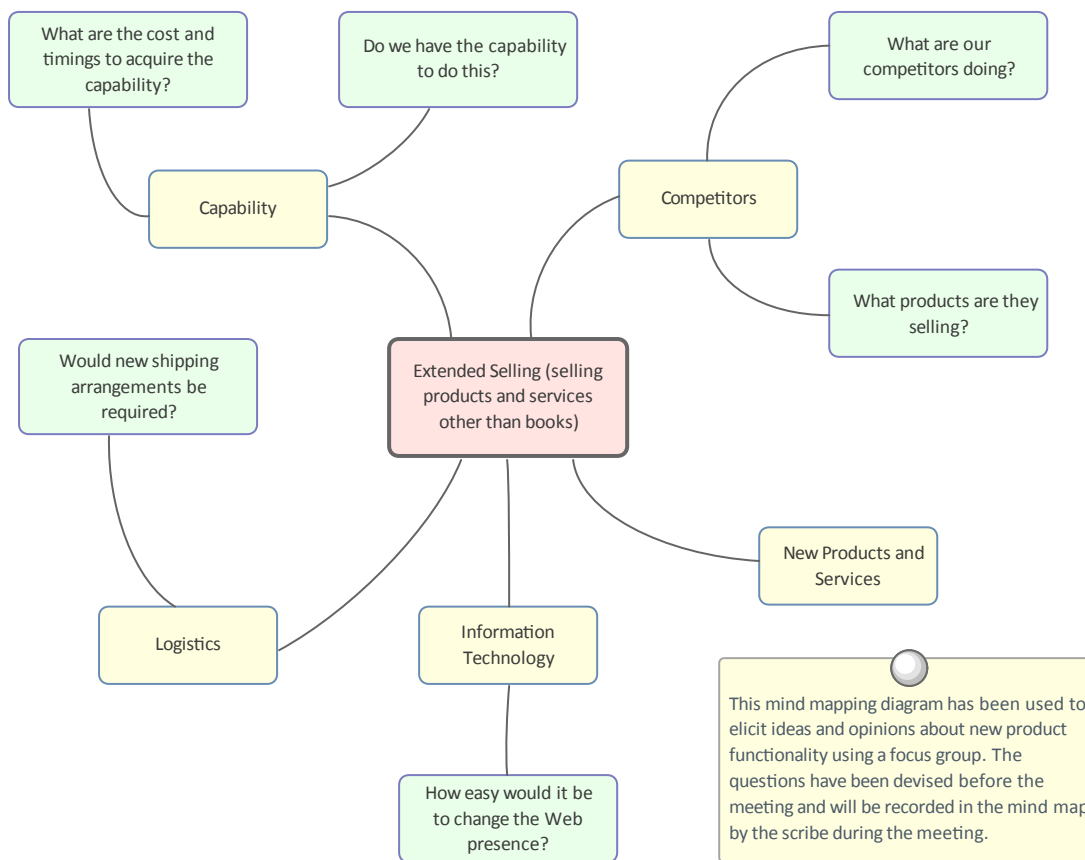 What are the cost and
timings to acquire the
capability?
Do we have the capability
to do this?
What are our
competitors doing?
Capability
Competitors
What products are they
selling?
Would new shipping
arrangements be
required?
Extended Selling (selling
products and services
other than books)
New Products and
Services
Logistics
Information
Technology
This mind mapping diagram has been used to
elicit ideas and opinions about new product
functionality using a focus group. The
questions have been devised before the
meeting and will be recorded in the mind map
by the scribe during the meeting.
How easy would it be
to change the Web
presence?